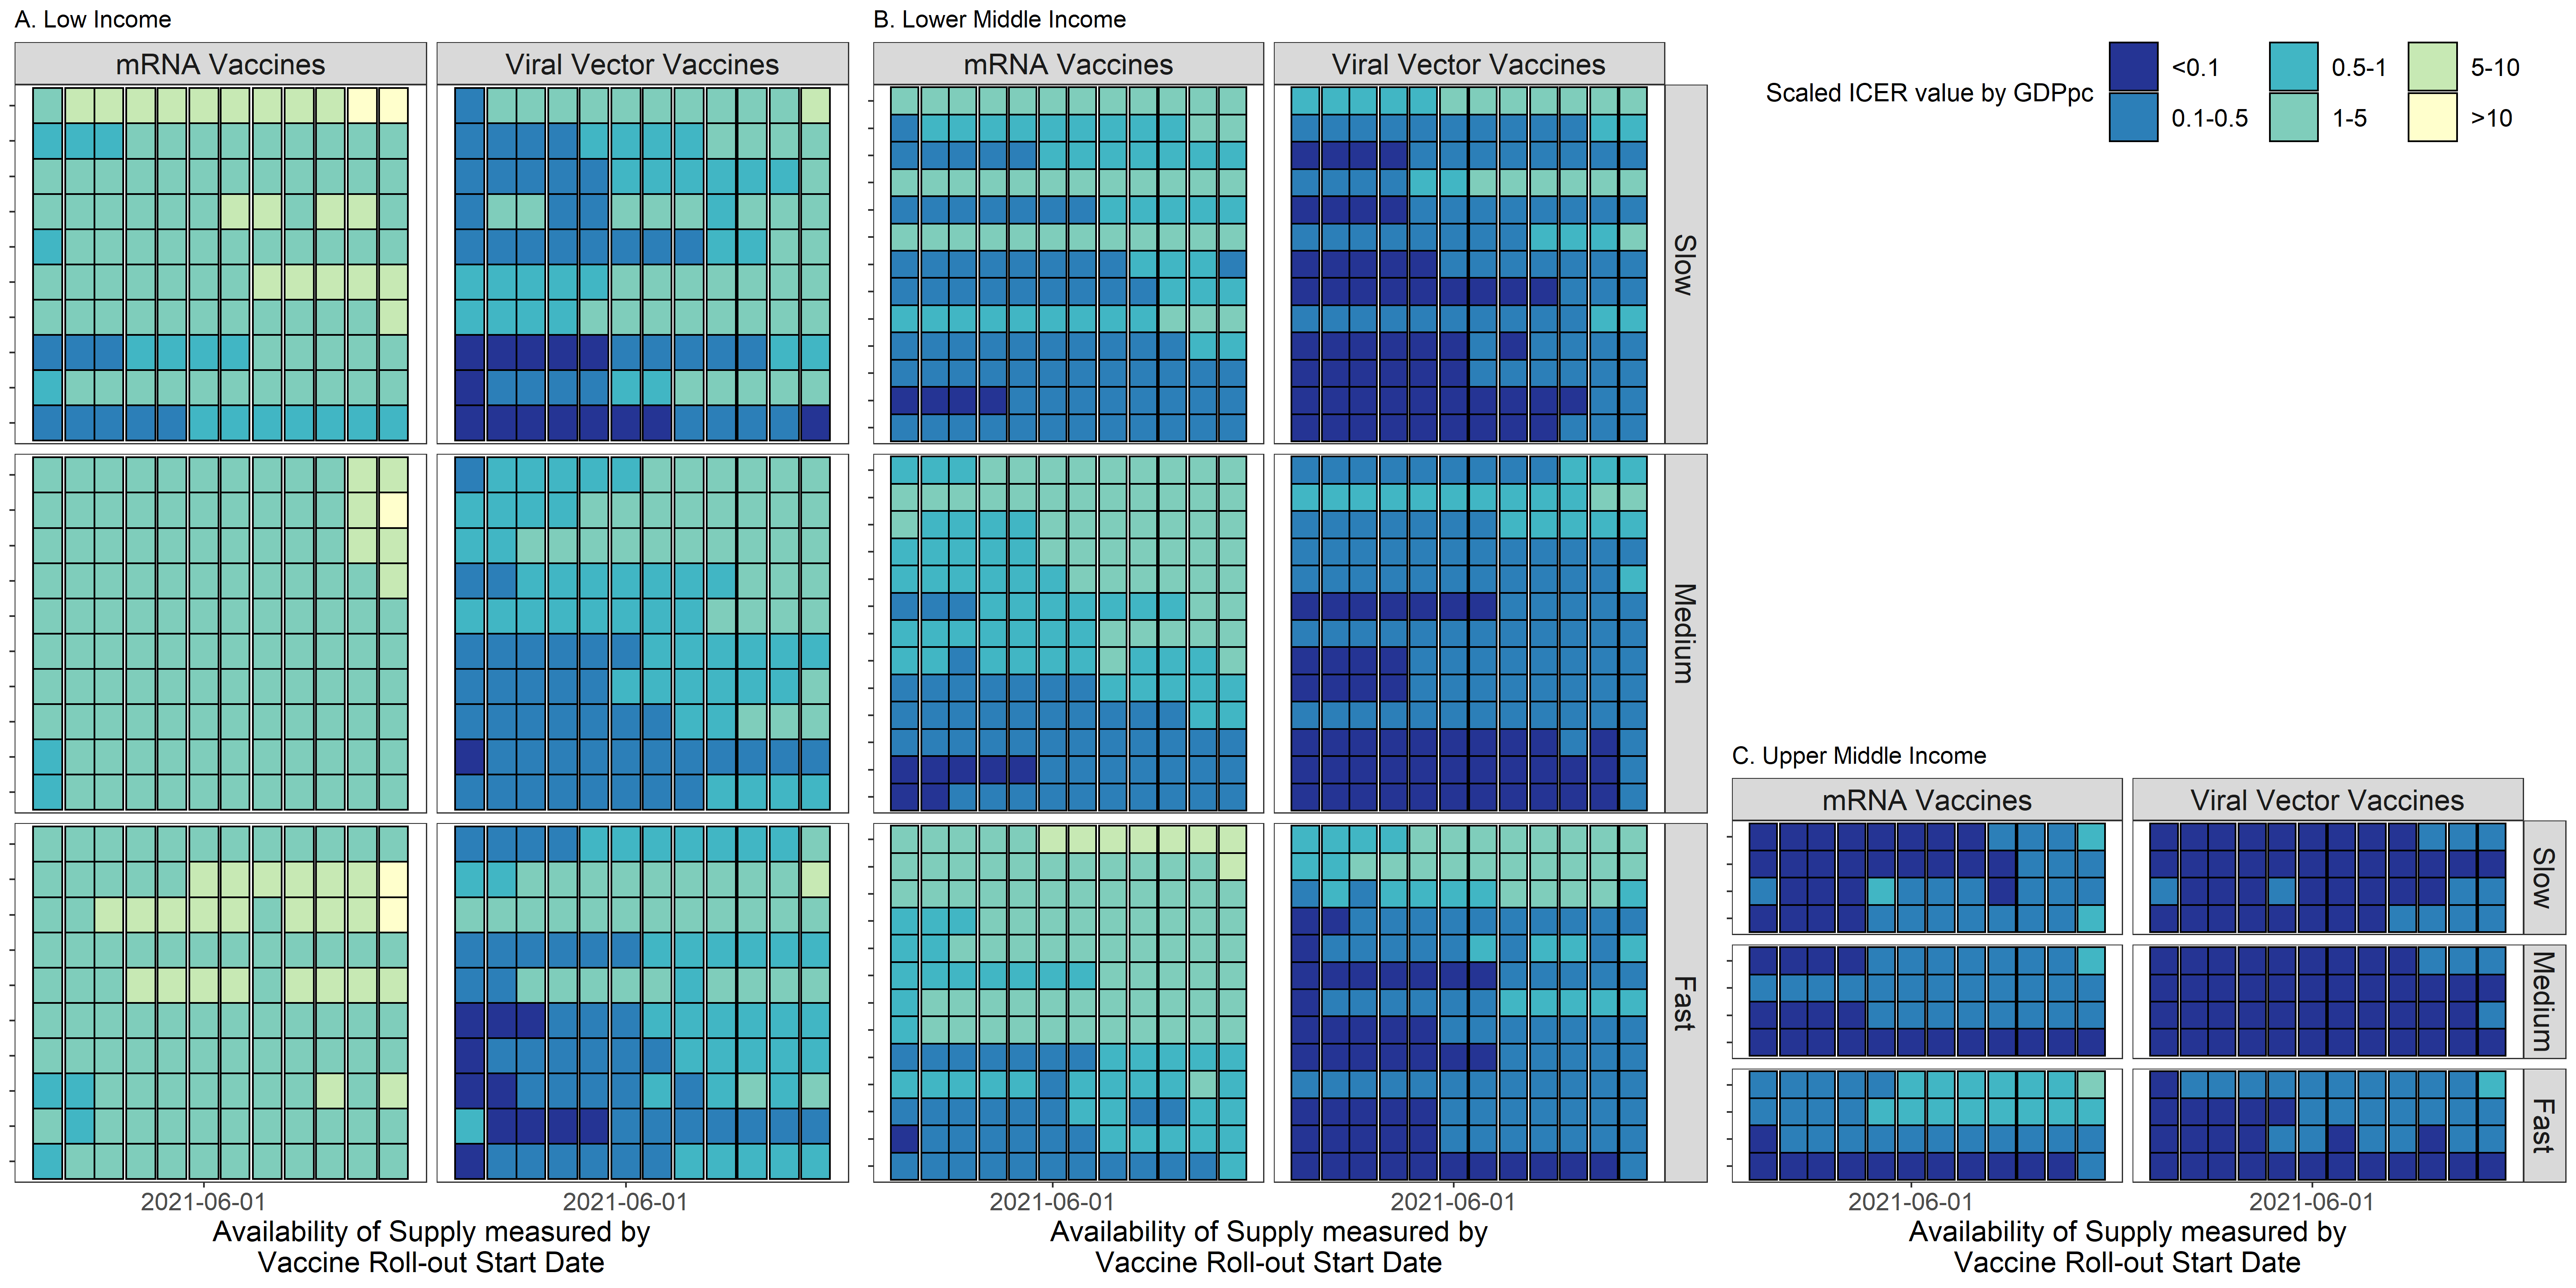 A. Low Income
mRNA Vaccines
Viral Vector Vaccines
2021-06-01
2021-06-01
Availability of Supply measured by
Vaccine Roll-out Start Date
B. Lower Middle Income
mRNA Vaccines
Viral Vector Vaccines
Slow
Medium
Fast
2021-06-01
2021-06-01
Availability of Supply measured by
Vaccine Roll-out Start Date
Scaled ICER value by GDPpc
<0.1
0.1-0.5
0.5-1
1-5
5-10
>10
C. Upper Middle Income
mRNA Vaccines
Viral Vector Vaccines
Slow
Medium
Fast
2021-06-01
2021-06-01
Availability of Supply measured by
Vaccine Roll-out Start Date